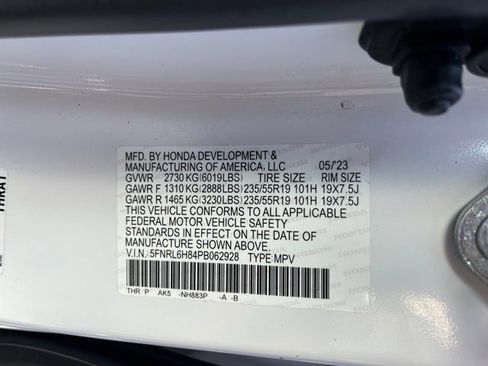 MFD. BY HONDA DEVELOPMENT &
MANUFACTURING OF AMERICA, LLC 05/'23
GVWR 2730 KG(6019LBS) TIRE SIZE RIM SIZE
GAWR F 1310 KG(2888LBS) 235/55R19 101H 19X7.5J
GAWR R 1465 KG(3230LBS) 235/55R19 101H 19X7.5J
THIS VEHICLE CONFORMS TO ALL APPLICABLE
FEDERAL MOTOR VEHICLE SAFETY
STANDARDS IN EFFECT ON THE DATE OF
MANUFACTURE SHOWN ABOVE.
V.I.N.: 5FNRL6H84PB062928 TYPE:MPV
THR P AK5 -NH883P -A -B
THRA1